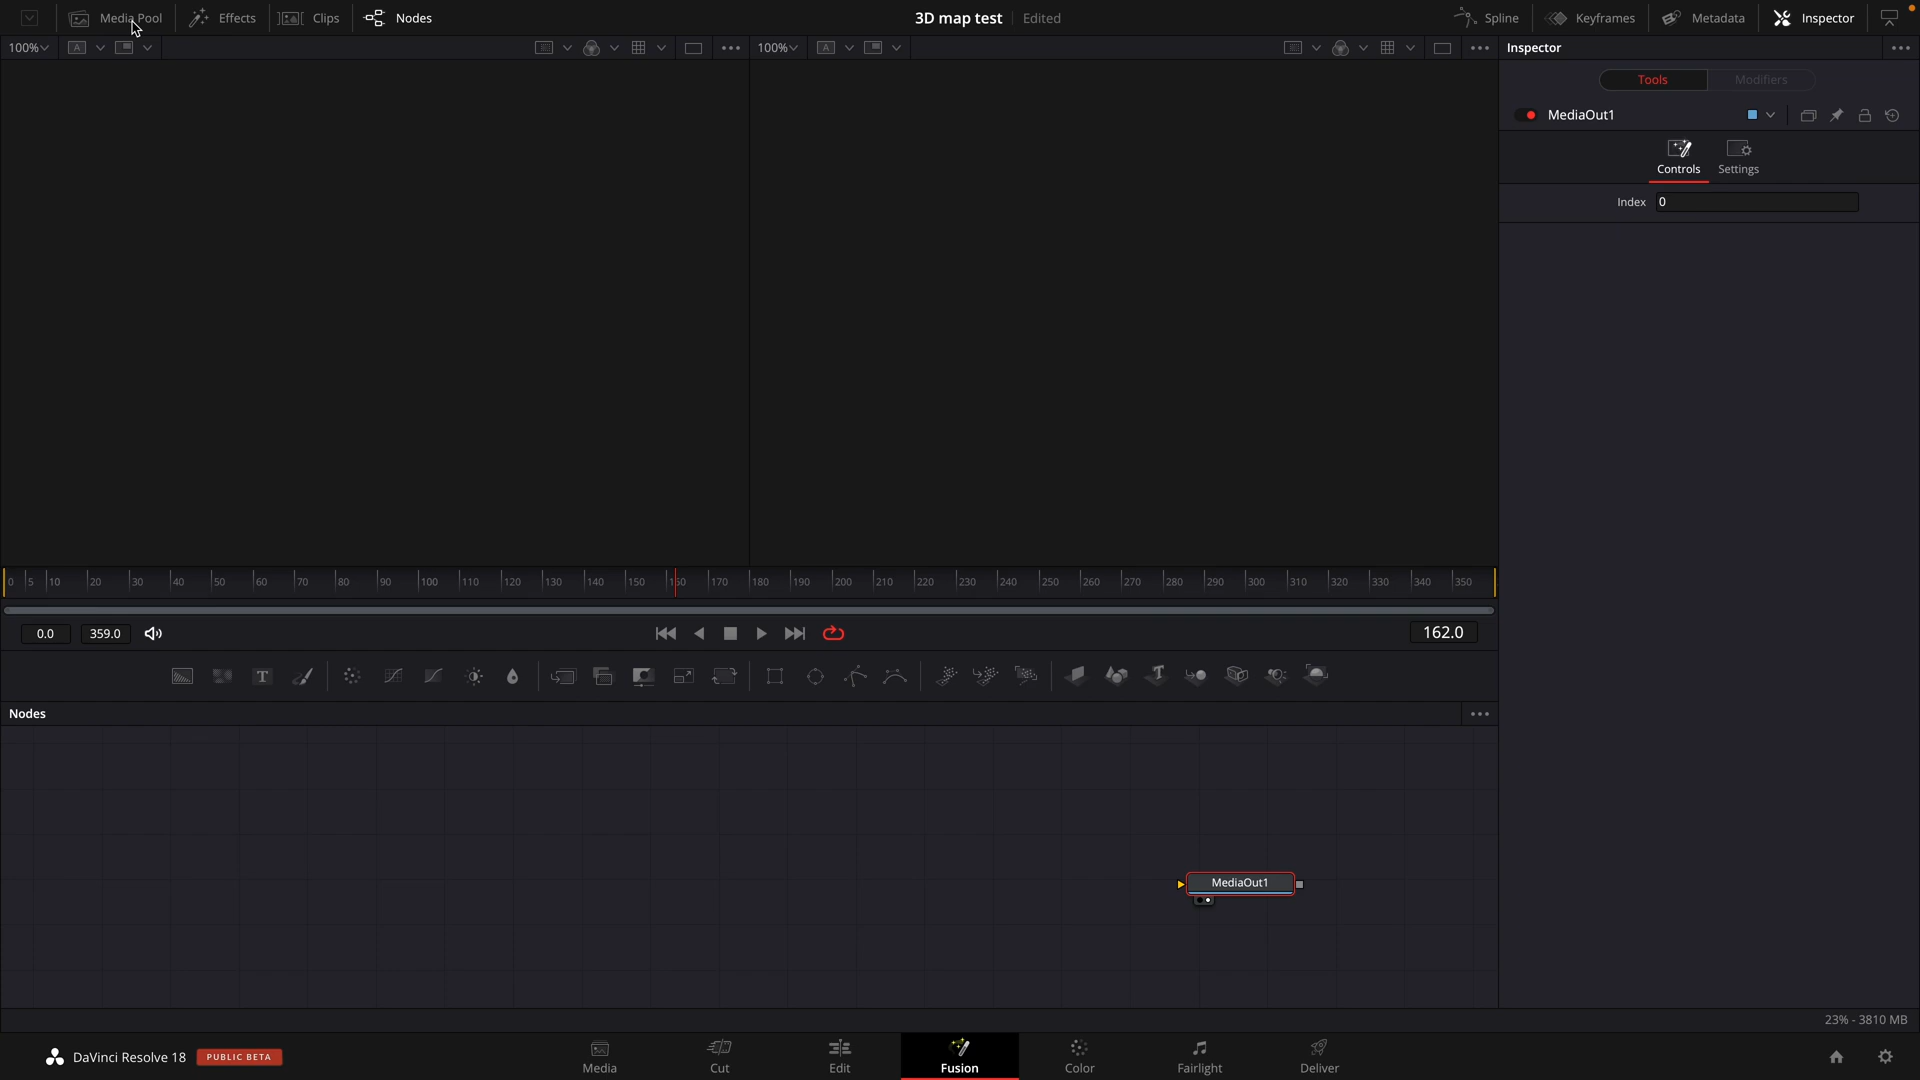 Media Pool Effects Clips Nodes 3D map test Edited Spline Keyframes Metadata Inspector
100% A 100% A Inspector
Tools Modifiers
MediaOut1
Controls Settings
Index 0
0 5 10 20 30 40 50 60 70 80 90 100 110 120 130 140 150 160 170 180 190 200 210 220 230 240 250 260 270 280 290 300 310 320 330 340 350
0.0 359.0 162.0
T
Nodes
MediaOut1
23% - 3810 MB
DaVinci Resolve 18 PUBLIC BETA
Media Cut Edit Fusion Color Fairlight Deliver